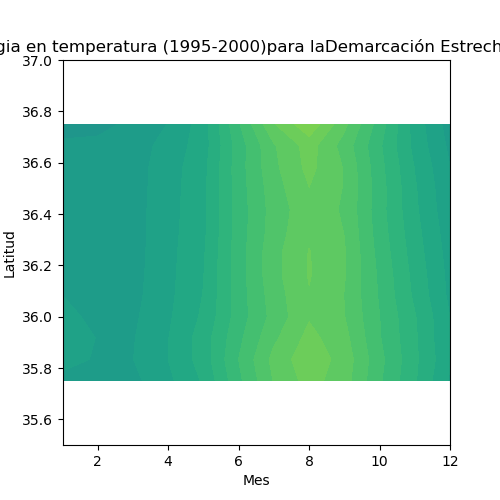 gia en temperatura (1995-2000)para laDemarcación Estrech
37.0
36.8
36.6
36.4
36.2
36.0
35.8
35.6
Latitud
2 4 6 8 10 12
Mes